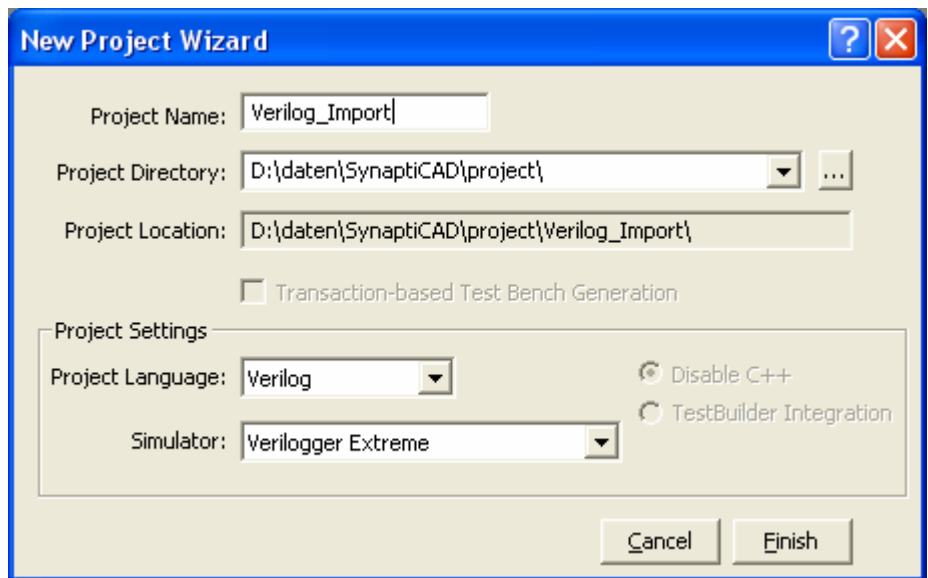 New Project Wizard
Project Name: Verilog_Import
Project Directory: D:\daten\SynaptiCAD\project\ ...
Project Location: D:\daten\SynaptiCAD\project\Verilog_Import\
Transaction-based Test Bench Generation
Project Settings
Project Language: Verilog
Disable C++
TestBuilder Integration
Simulator: Verilogger Extreme
Cancel Finish